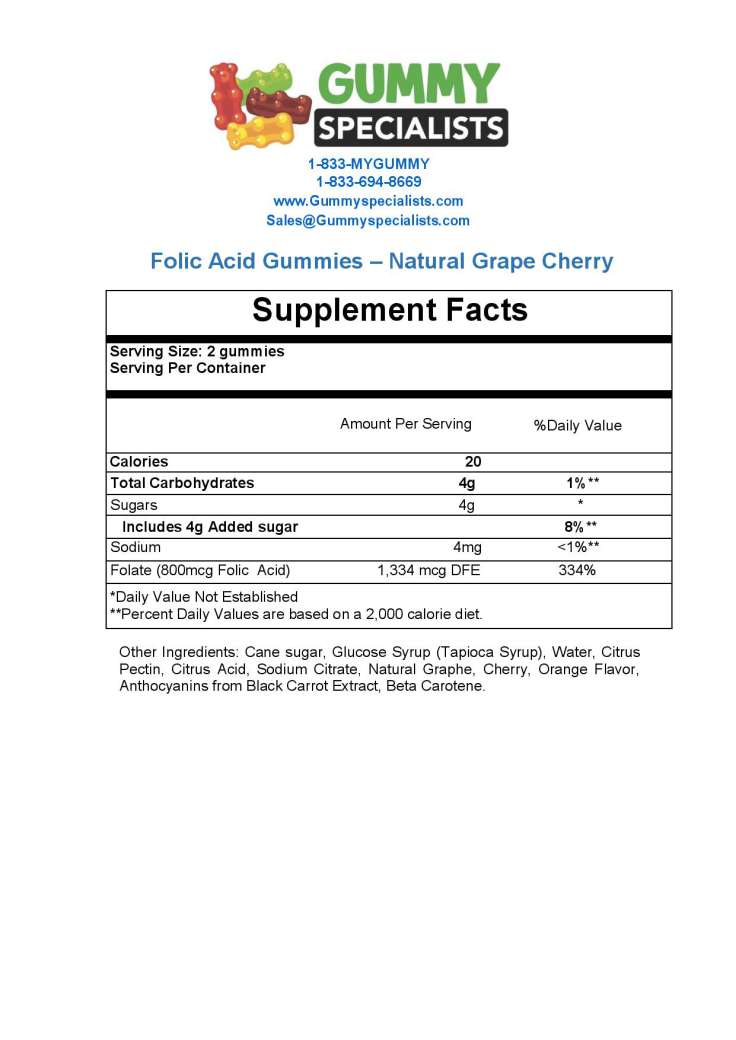 GUMMY
SPECIALISTS
1-833-MYGUMMY
1-833-694-8669
www.Gummyspecialists.com
Sales@Gummyspecialists.com
Folic Acid Gummies – Natural Grape Cherry
Supplement Facts
Serving Size: 2 gummies
Serving Per Container
Amount Per Serving %Daily Value
Calories 20
Total Carbohydrates 4g 1%**
Sugars 4g *
Includes 4g Added sugar 8%**
Sodium 4mg <1%**
Folate (800mcg Folic Acid) 1,334 mcg DFE 334%
*Daily Value Not Established
**Percent Daily Values are based on a 2,000 calorie diet.
Other Ingredients: Cane sugar, Glucose Syrup (Tapioca Syrup), Water, Citrus
Pectin, Citrus Acid, Sodium Citrate, Natural Graphe, Cherry, Orange Flavor,
Anthocyanins from Black Carrot Extract, Beta Carotene.